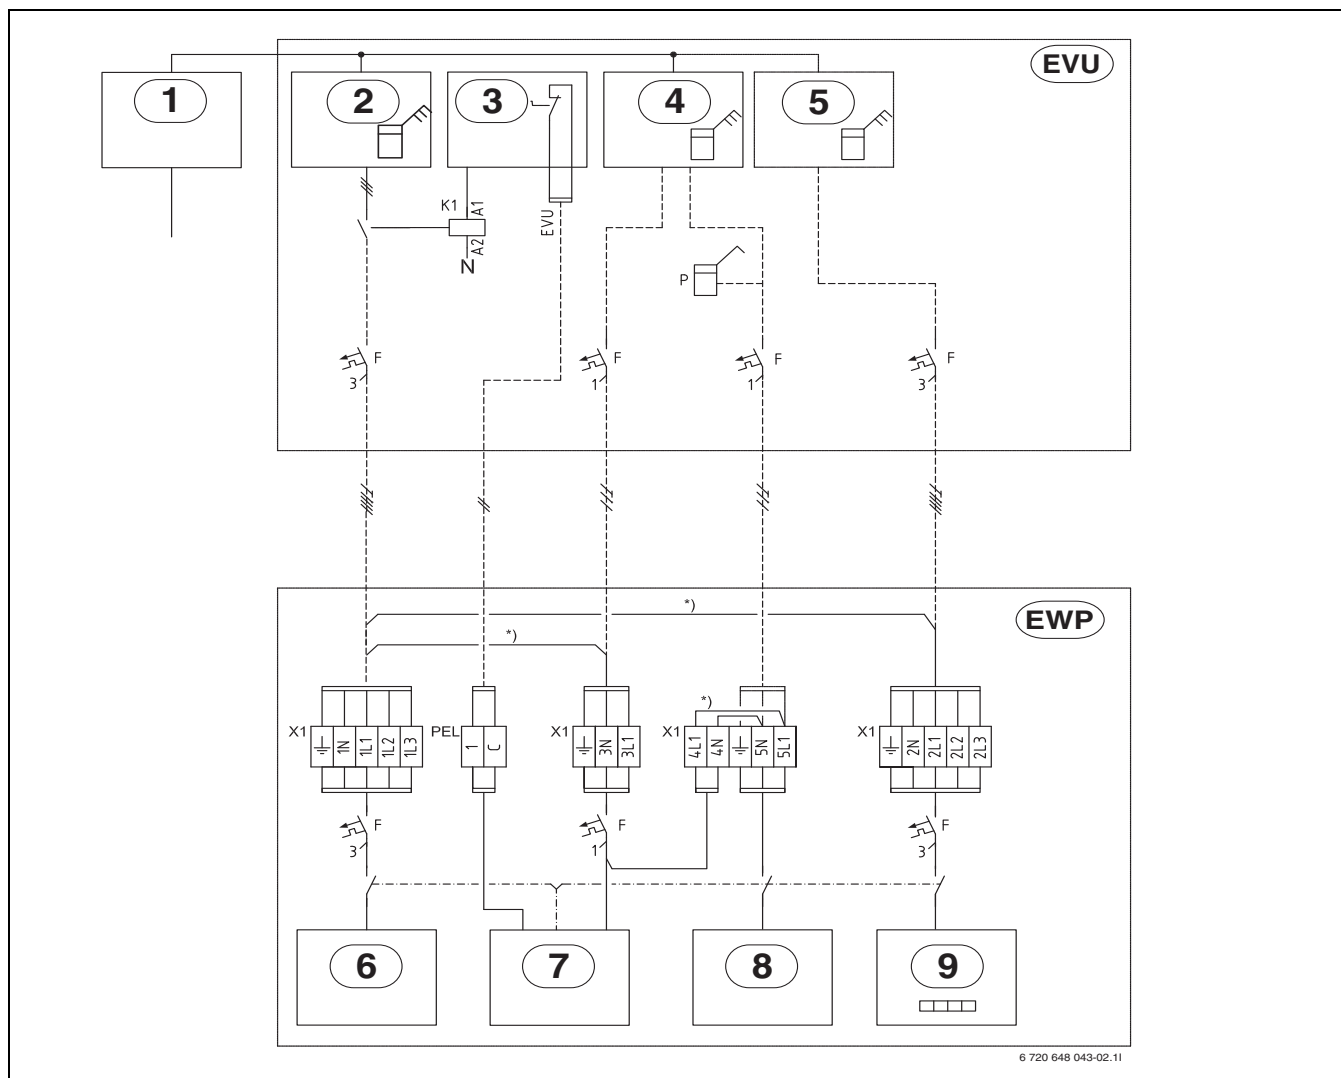 EVU
1
2
3
4
5
K1
A1
A2
N
EVU
P
F
3
F
1
F
1
F
3
EWP
*)
*)
*)
X1
1N
1L1
1L2
1L3
PEL
1
C
X1
3N
3L1
X1
4L1
4N
5N
5L1
X1
2N
2L1
2L2
2L3
F
3
F
1
F
3
6
7
8
9
6 720 648 043-02.1I